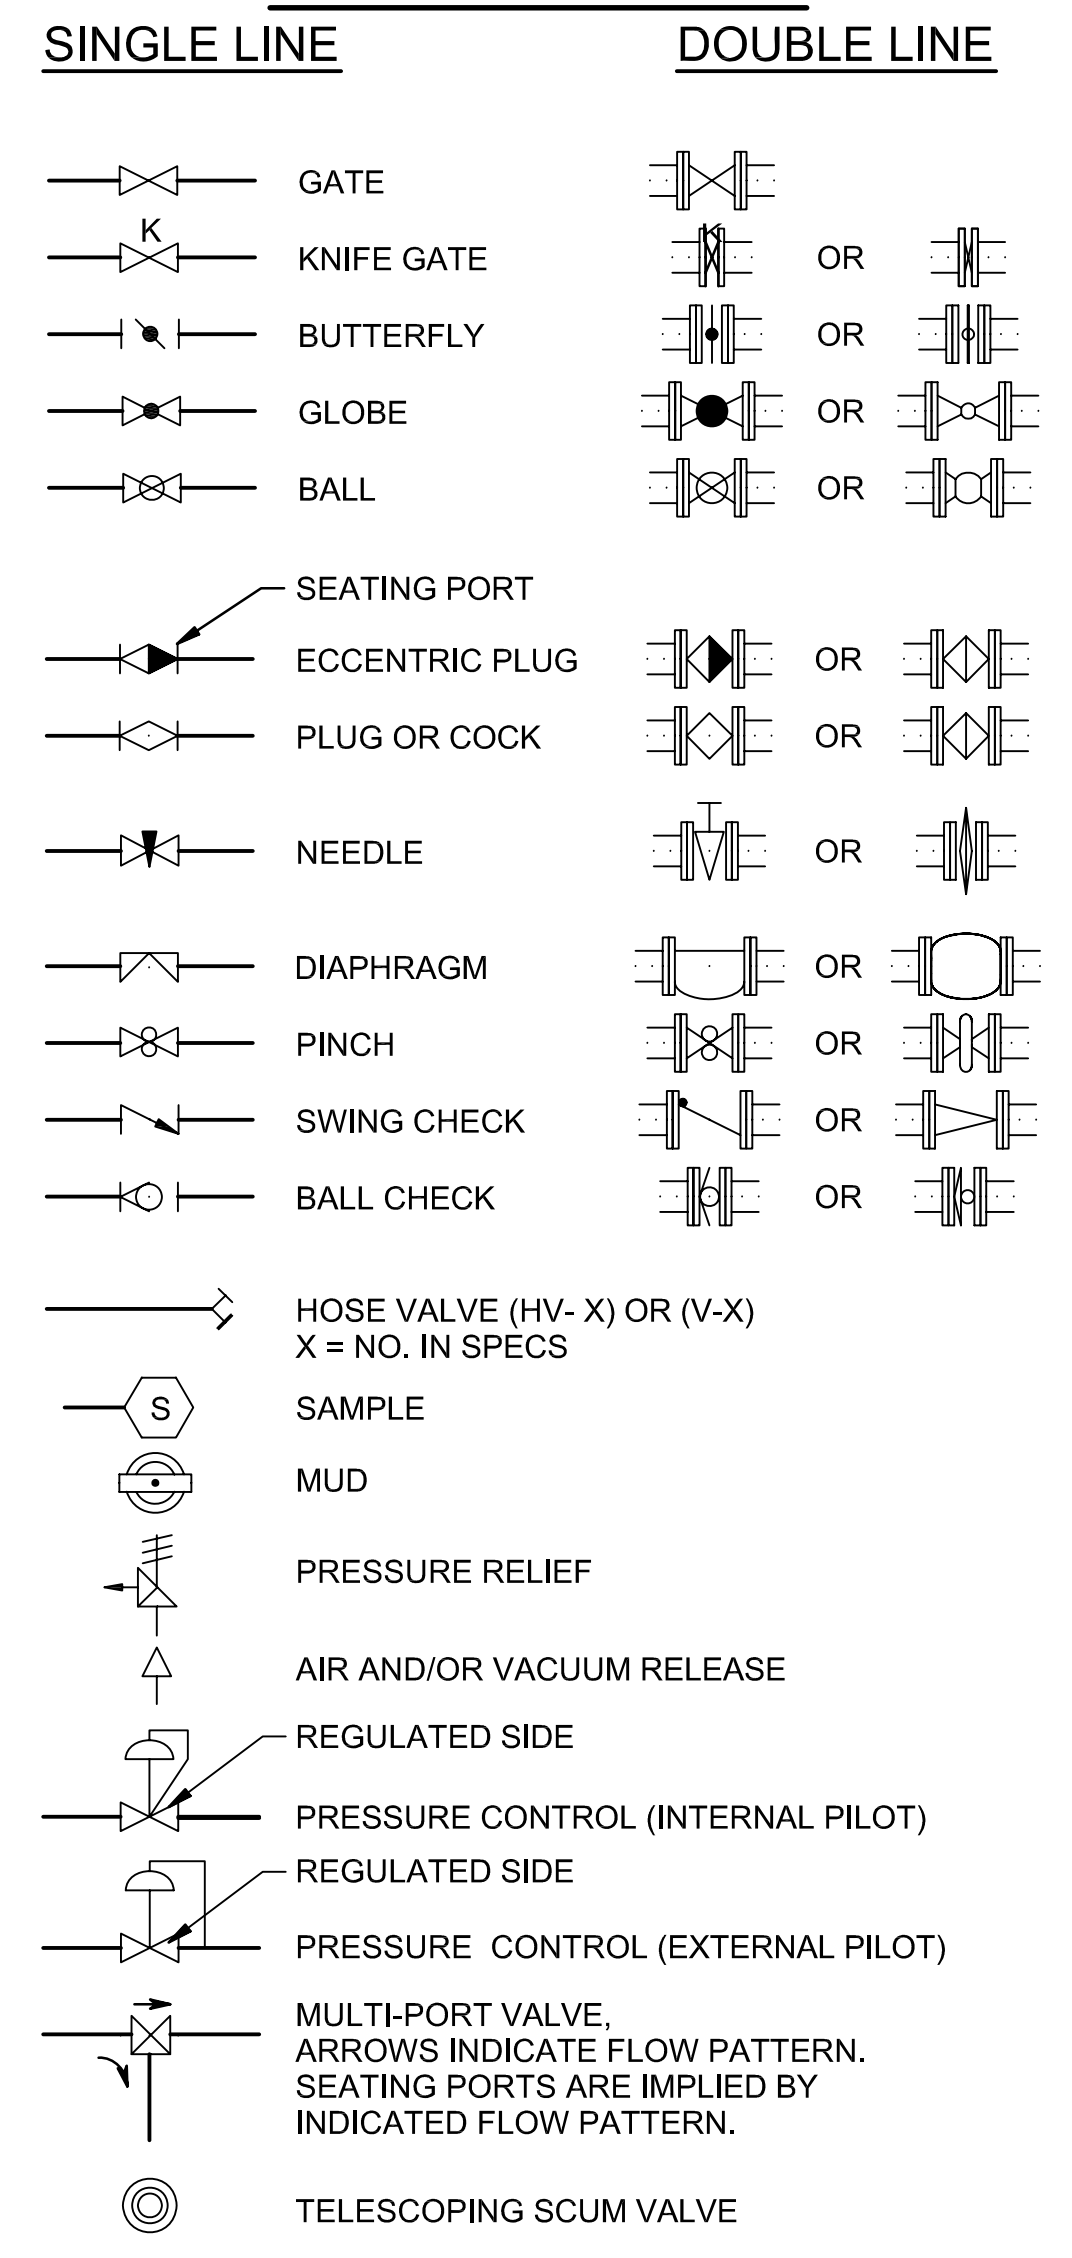 SINGLE LINE DOUBLE LINE
GATE
K
K
KNIFE GATE OR
BUTTERFLY OR
GLOBE OR
BALL OR
SEATING PORT
ECCENTRIC PLUG OR
PLUG OR COCK OR
NEEDLE OR
DIAPHRAGM OR
PINCH OR
SWING CHECK OR
BALL CHECK OR
HOSE VALVE (HV- X) OR (V-X)
X = NO. IN SPECS
S SAMPLE
MUD
PRESSURE RELIEF
AIR AND/OR VACUUM RELEASE
REGULATED SIDE
PRESSURE CONTROL (INTERNAL PILOT)
REGULATED SIDE
PRESSURE CONTROL (EXTERNAL PILOT)
MULTI-PORT VALVE,
ARROWS INDICATE FLOW PATTERN.
SEATING PORTS ARE IMPLIED BY
INDICATED FLOW PATTERN.
TELESCOPING SCUM VALVE